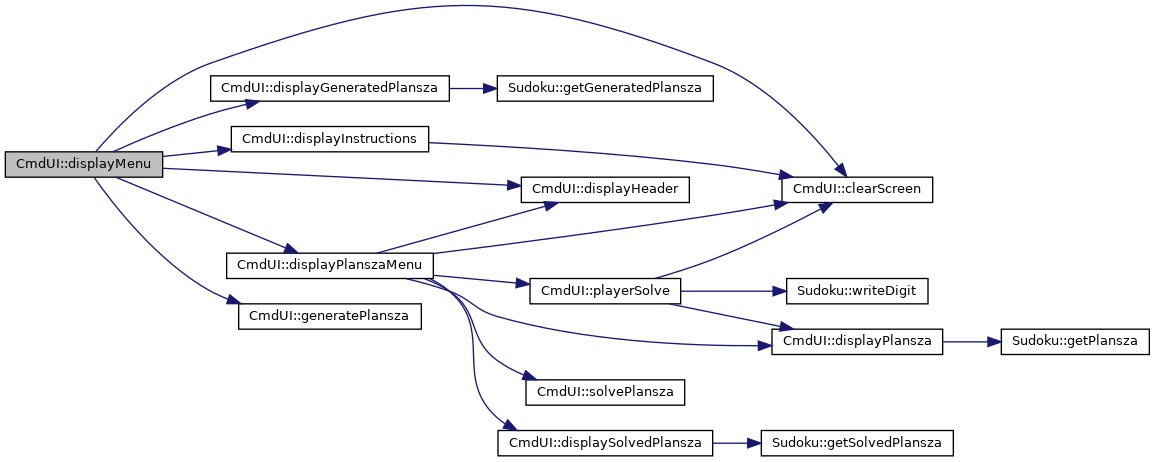 CmdUI::displayMenu
CmdUI::displayGeneratedPlansza
Sudoku::getGeneratedPlansza
CmdUI::displayInstructions
CmdUI::displayHeader
CmdUI::clearScreen
CmdUI::displayPlanszaMenu
CmdUI::playerSolve
Sudoku::writeDigit
CmdUI::generatePlansza
CmdUI::displayPlansza
Sudoku::getPlansza
CmdUI::solvePlansza
CmdUI::displaySolvedPlansza
Sudoku::getSolvedPlansza